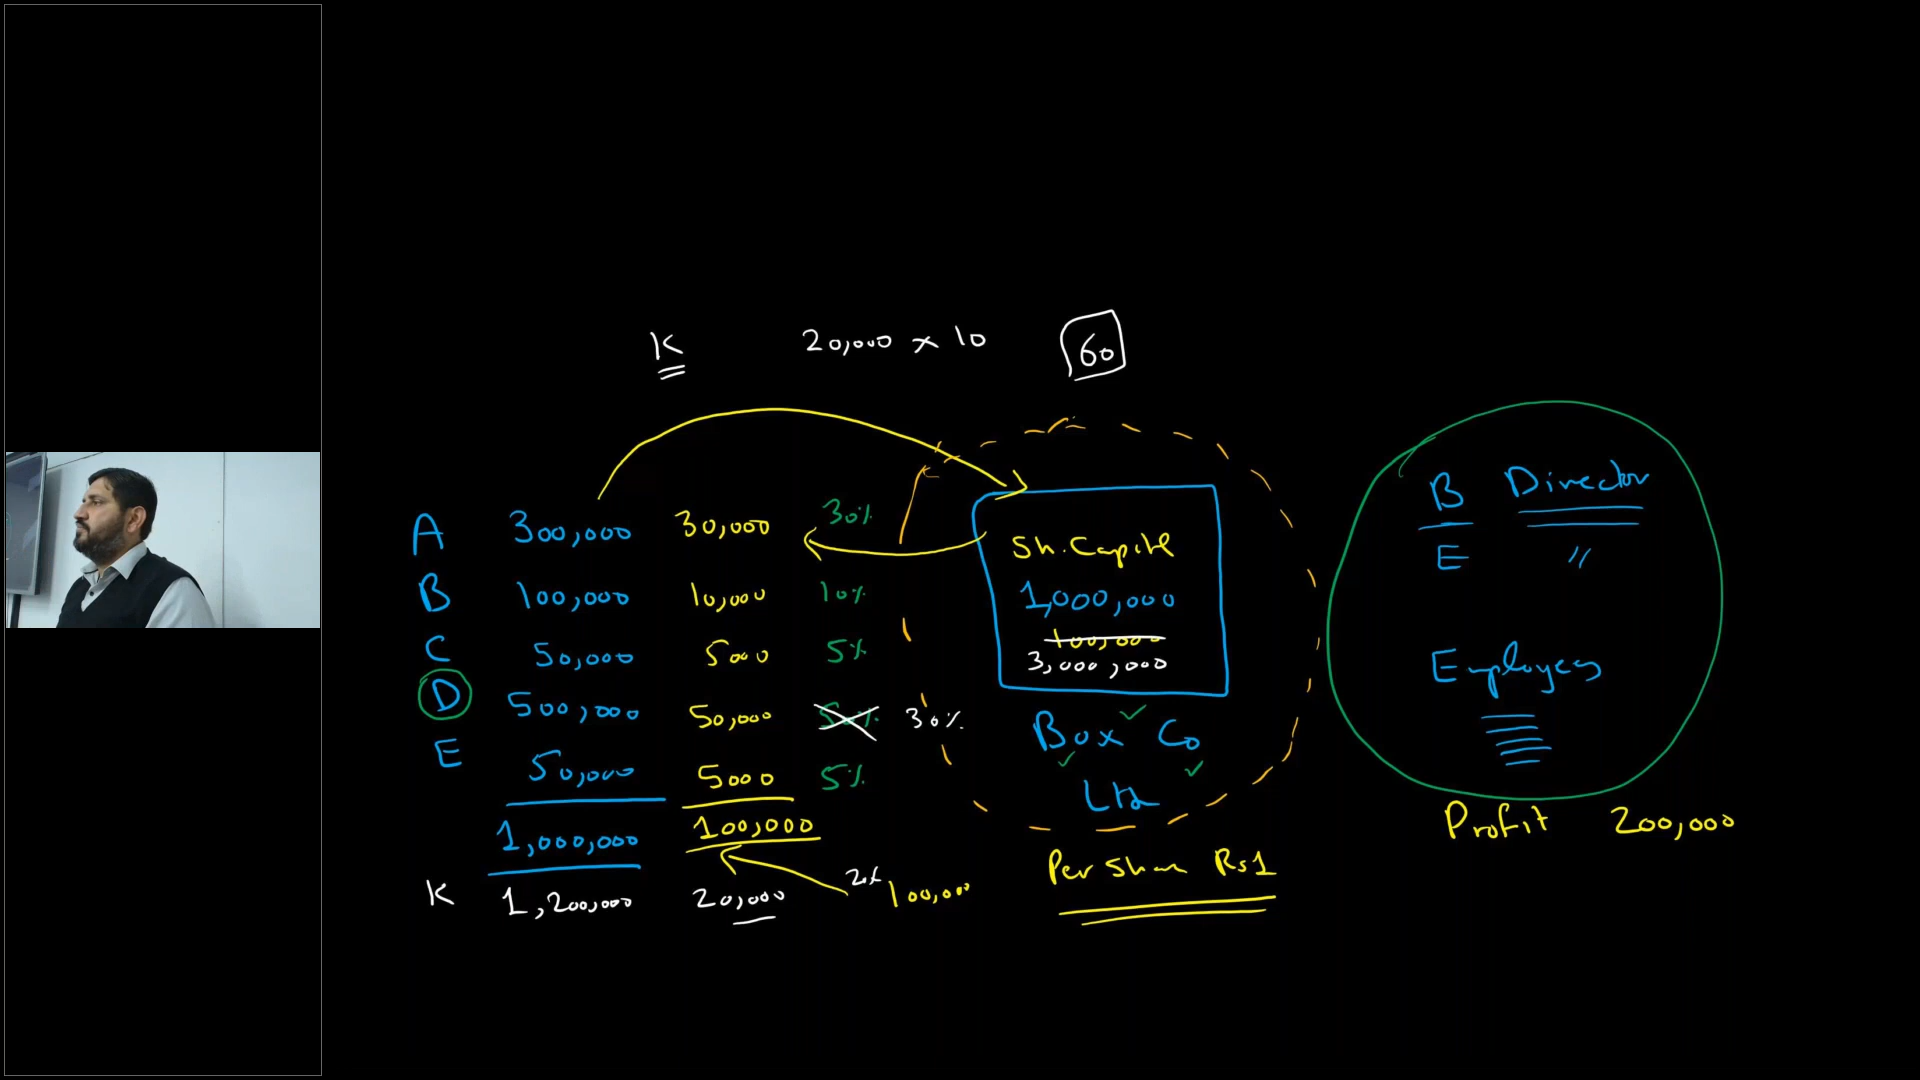 K 20,000 x 10 60
A 300,000 30,000 30%
B 100,000 10,000 10%
C 50,000 5000 5%
D 500,000 50,000 50% 30%
E 50,000 5000 5%
1,000,000 100,000
K 1,200,000 20,000
100,000
Sh. Capital
1,000,000
100,000
3,000,000
Box Co
Ltd
Per Share Rs1
B Director
E "
Employees
Profit 200,000